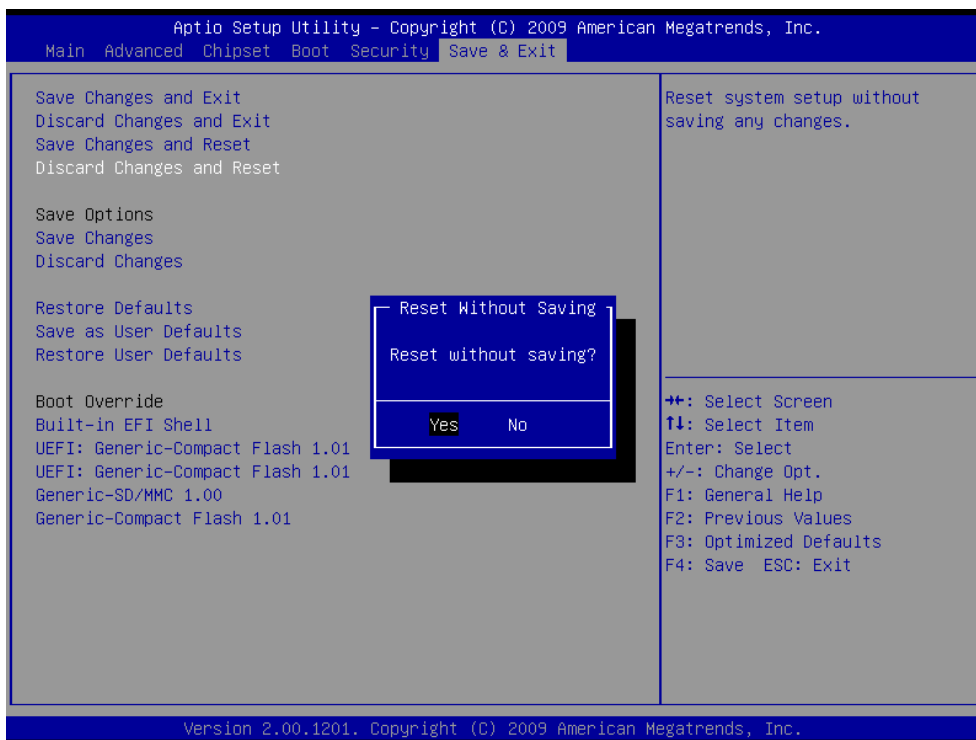 Aptio Setup Utility – Copyright (C) 2009 American Megatrends, Inc.
Main Advanced Chipset Boot Security Save & Exit
Save Changes and Exit
Discard Changes and Exit
Save Changes and Reset
Discard Changes and Reset
Save Options
Save Changes
Discard Changes
Restore Defaults
Save as User Defaults
Restore User Defaults
Boot Override
Built-in EFI Shell
UEFI: Generic-Compact Flash 1.01
UEFI: Generic-Compact Flash 1.01
Generic-SD/MMC 1.00
Generic-Compact Flash 1.01
Reset Without Saving
Reset without saving?
Yes No
Reset system setup without
saving any changes.
→←: Select Screen
↑↓: Select Item
Enter: Select
+/-: Change Opt.
F1: General Help
F2: Previous Values
F3: Optimized Defaults
F4: Save ESC: Exit
Version 2.00.1201. Copyright (C) 2009 American Megatrends, Inc.